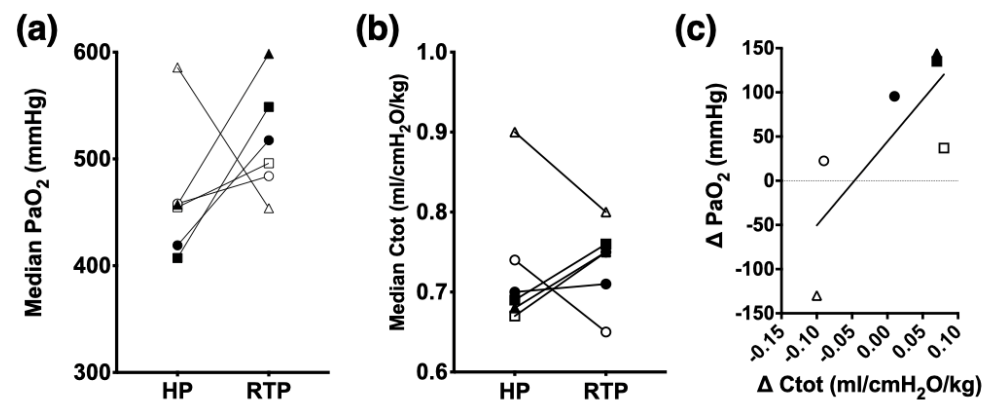 (a)
Median PaO2 (mmHg)
600
500
400
300
HP
RTP
(b)
Median Ctot (ml/cmH2O/kg)
1.0
0.9
0.8
0.7
0.6
HP
RTP
(c)
Δ PaO2 (mmHg)
150
100
50
0
-50
-100
-150
-0.15
-0.10
-0.05
0.00
0.05
0.10
Δ Ctot (ml/cmH2O/kg)